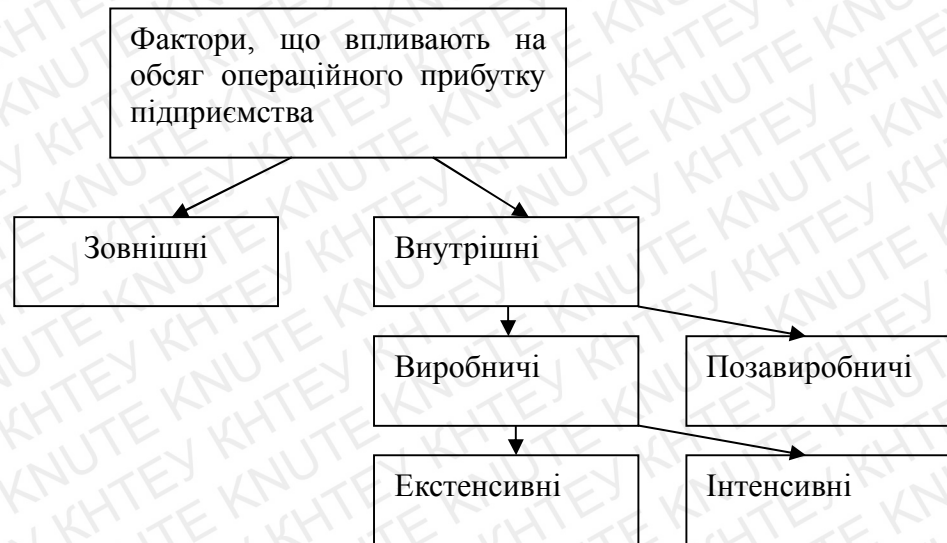 Фактори, що впливають на
обсяг операційного прибутку
підприємства
Зовнішні
Внутрішні
Виробничі
Позавиробничі
Екстенсивні
Інтенсивні